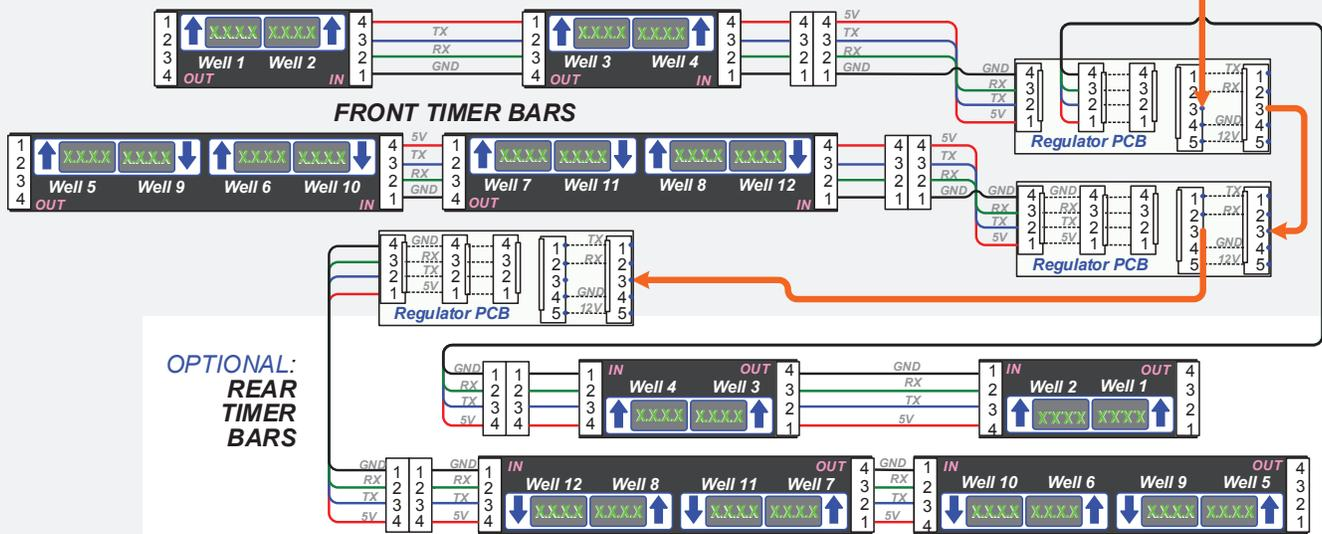 4 X.X.X.X X.X.X.X 4 TX 4 X.X.X.X X.X.X.X 4 4 4 5V
1 3 RX 1 3 3 3 TX
2 Well 1 Well 2 2 GND 2 Well 3 Well 4 2 2 2 RX
3 OUT IN 1 3 OUT IN 1 1 1 GND
FRONT TIMER BARS
GND 4 4 4 1 TX 1
RX 3 3 3 2 RX 2
TX 2 2 2 3 3
5V 1 1 1 4 GND 4
Regulator PCB 5 12V 5
1 X.X.X.X X.X.X.X X.X.X.X X.X.X.X 4 5V 1 X.X.X.X X.X.X.X X.X.X.X X.X.X.X 4 4 4 5V
2 3 TX 2 3 3 3 TX
3 Well 5 Well 9 Well 6 Well 10 2 RX 3 Well 7 Well 11 Well 8 Well 12 2 2 2 RX
4 OUT IN 1 GND 4 OUT IN 1 1 1 GND
GND 4 GND 4 4 1 TX 1
RX 3 RX 3 3 2 RX 2
TX 2 TX 2 2 3 3
5V 1 5V 1 1 4 GND 4
Regulator PCB 5 12V 5
4 GND 4 4 1 TX 1
3 RX 3 3 2 RX 2
2 TX 2 2 3 3
1 5V 1 1 4 GND 4
Regulator PCB 5 12V 5
OPTIONAL:
REAR
TIMER
BARS
GND 1 1 1 IN OUT 4 GND 1 IN OUT 4
RX 2 2 2 Well 4 Well 3 3 RX 2 Well 2 Well 1 3
TX 3 3 3 X.X.X.X X.X.X.X 2 TX 3 X.X.X.X X.X.X.X 2
5V 4 4 4 1 5V 4 1
GND 1 1 GND 1 IN OUT 4 GND 1 IN OUT 4
RX 2 2 RX 2 Well 12 Well 8 Well 11 Well 7 3 RX 2 Well 10 Well 6 Well 9 Well 5 3
TX 3 3 TX 3 X.X.X.X X.X.X.X X.X.X.X X.X.X.X 2 TX 3 X.X.X.X X.X.X.X X.X.X.X X.X.X.X 2
5V 4 4 5V 4 1 5V 4 1